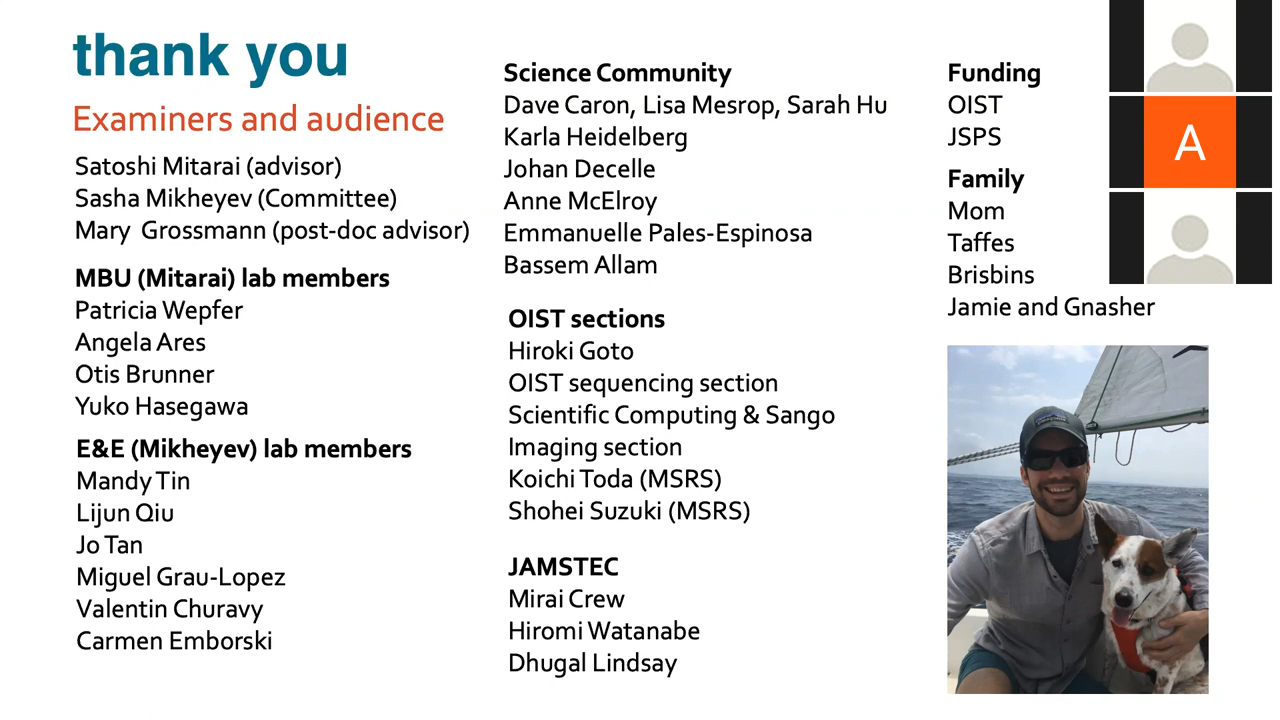 thank you
Examiners and audience
Satoshi Mitarai (advisor)
Sasha Mikheyev (Committee)
Mary Grossmann (post-doc advisor)
MBU (Mitarai) lab members
Patricia Wepfer
Angela Ares
Otis Brunner
Yuko Hasegawa
E&E (Mikheyev) lab members
Mandy Tin
Lijun Qiu
Jo Tan
Miguel Grau-Lopez
Valentin Churavy
Carmen Emborski
Science Community
Dave Caron, Lisa Mesrop, Sarah Hu
Karla Heidelberg
Johan Decelle
Anne McElroy
Emmanuelle Pales-Espinosa
Bassem Allam
OIST sections
Hiroki Goto
OIST sequencing section
Scientific Computing & Sango
Imaging section
Koichi Toda (MSRS)
Shohei Suzuki (MSRS)
JAMSTEC
Mirai Crew
Hiromi Watanabe
Dhugal Lindsay
Funding
OIST
JSPS
Family
Mom
Taffes
Brisbins
Jamie and Gnasher
A